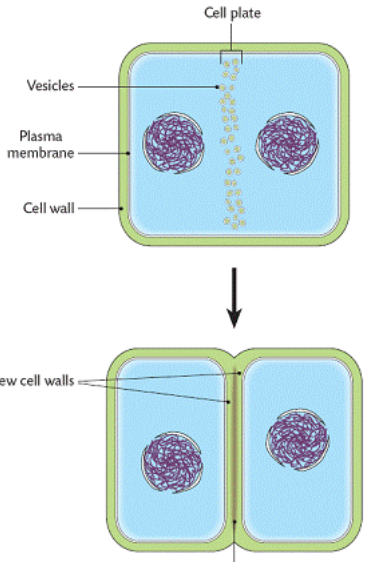 Cell plate
Vesicles
Plasma
membrane
Cell wall
ew cell walls